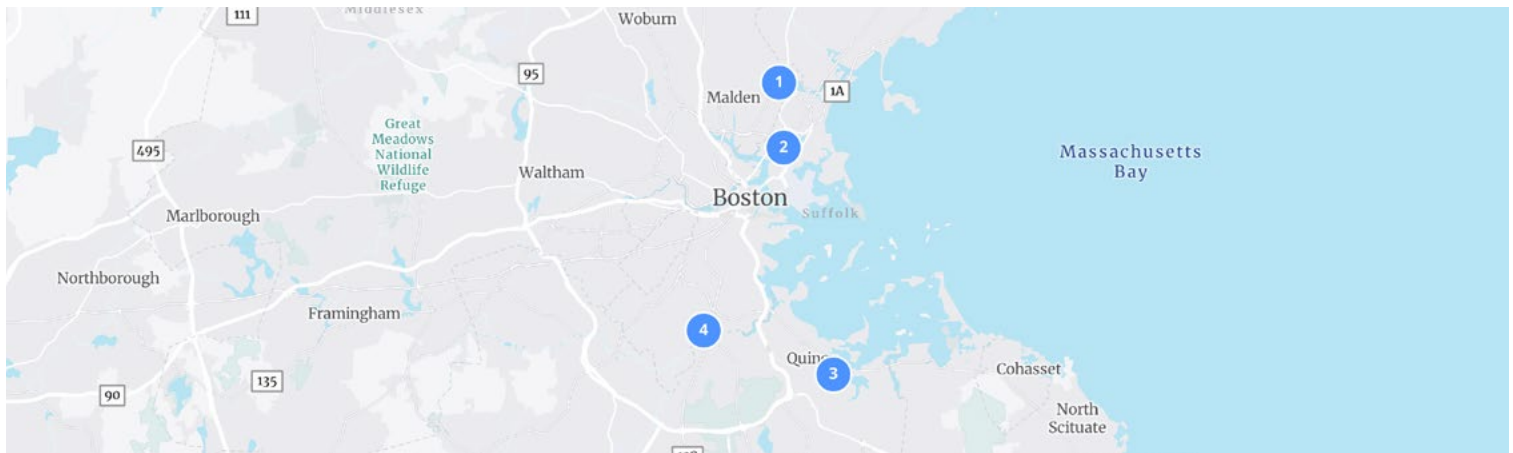 111
Middlesex
Woburn
95
1
Malden
1A
Great
Meadows
National
Wildlife
Refuge
2
495
Massachusetts
Bay
Waltham
Boston
Marlborough
Suffolk
Northborough
Framingham
4
Quinc
3
Cohasset
135
90
North
Scituate